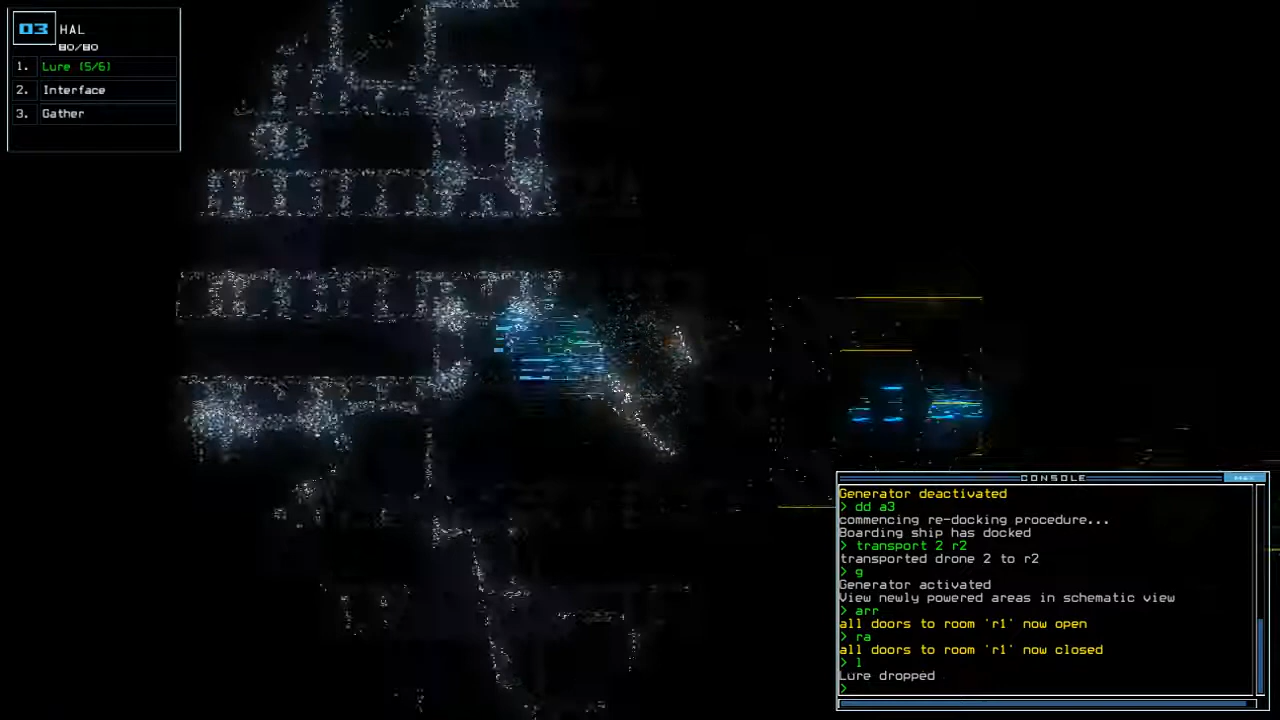 03 HAL
80/80
1. Lure (5/6)
2. Interface
3. Gather
CONSOLE
Generator deactivated
> dd a3
commencing re-docking procedure...
Boarding ship has docked
> transport 2 r2
transported drone 2 to r2
> g
Generator activated
View newly powered areas in schematic view
> arr
all doors to room 'r1' now open
> ra
all doors to room 'r1' now closed
> l
Lure dropped
>